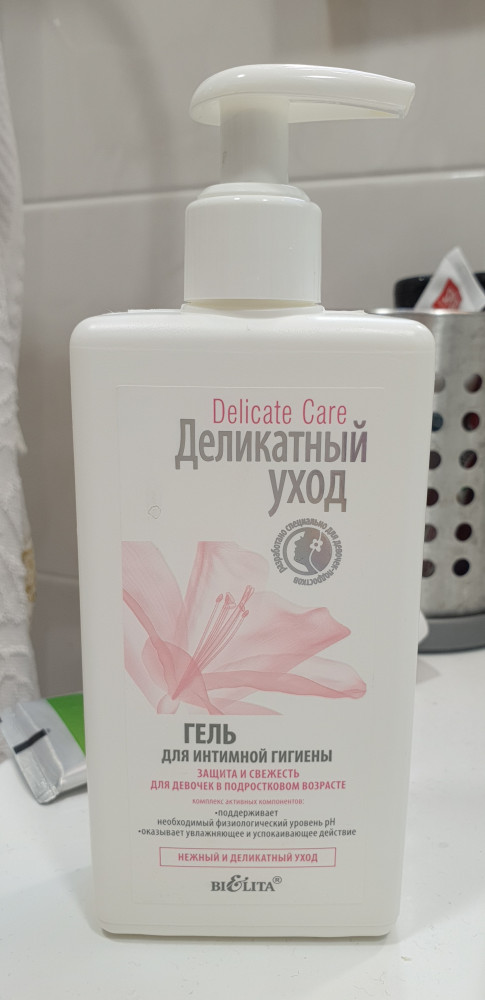 Delicate Care
Деликатный
уход
разработано специально для девочек-подростков
ГЕЛЬ
ДЛЯ ИНТИМНОЙ ГИГИЕНЫ
ЗАЩИТА И СВЕЖЕСТЬ
ДЛЯ ДЕВОЧЕК В ПОДРОСТКОВОМ ВОЗРАСТЕ
КОМПЛЕКС АКТИВНЫХ КОМПОНЕНТОВ:
•поддерживает
необходимый физиологический уровень pH
•оказывает увлажняющее и успокаивающее действие
НЕЖНЫЙ И ДЕЛИКАТНЫЙ УХОД
BIELITA®